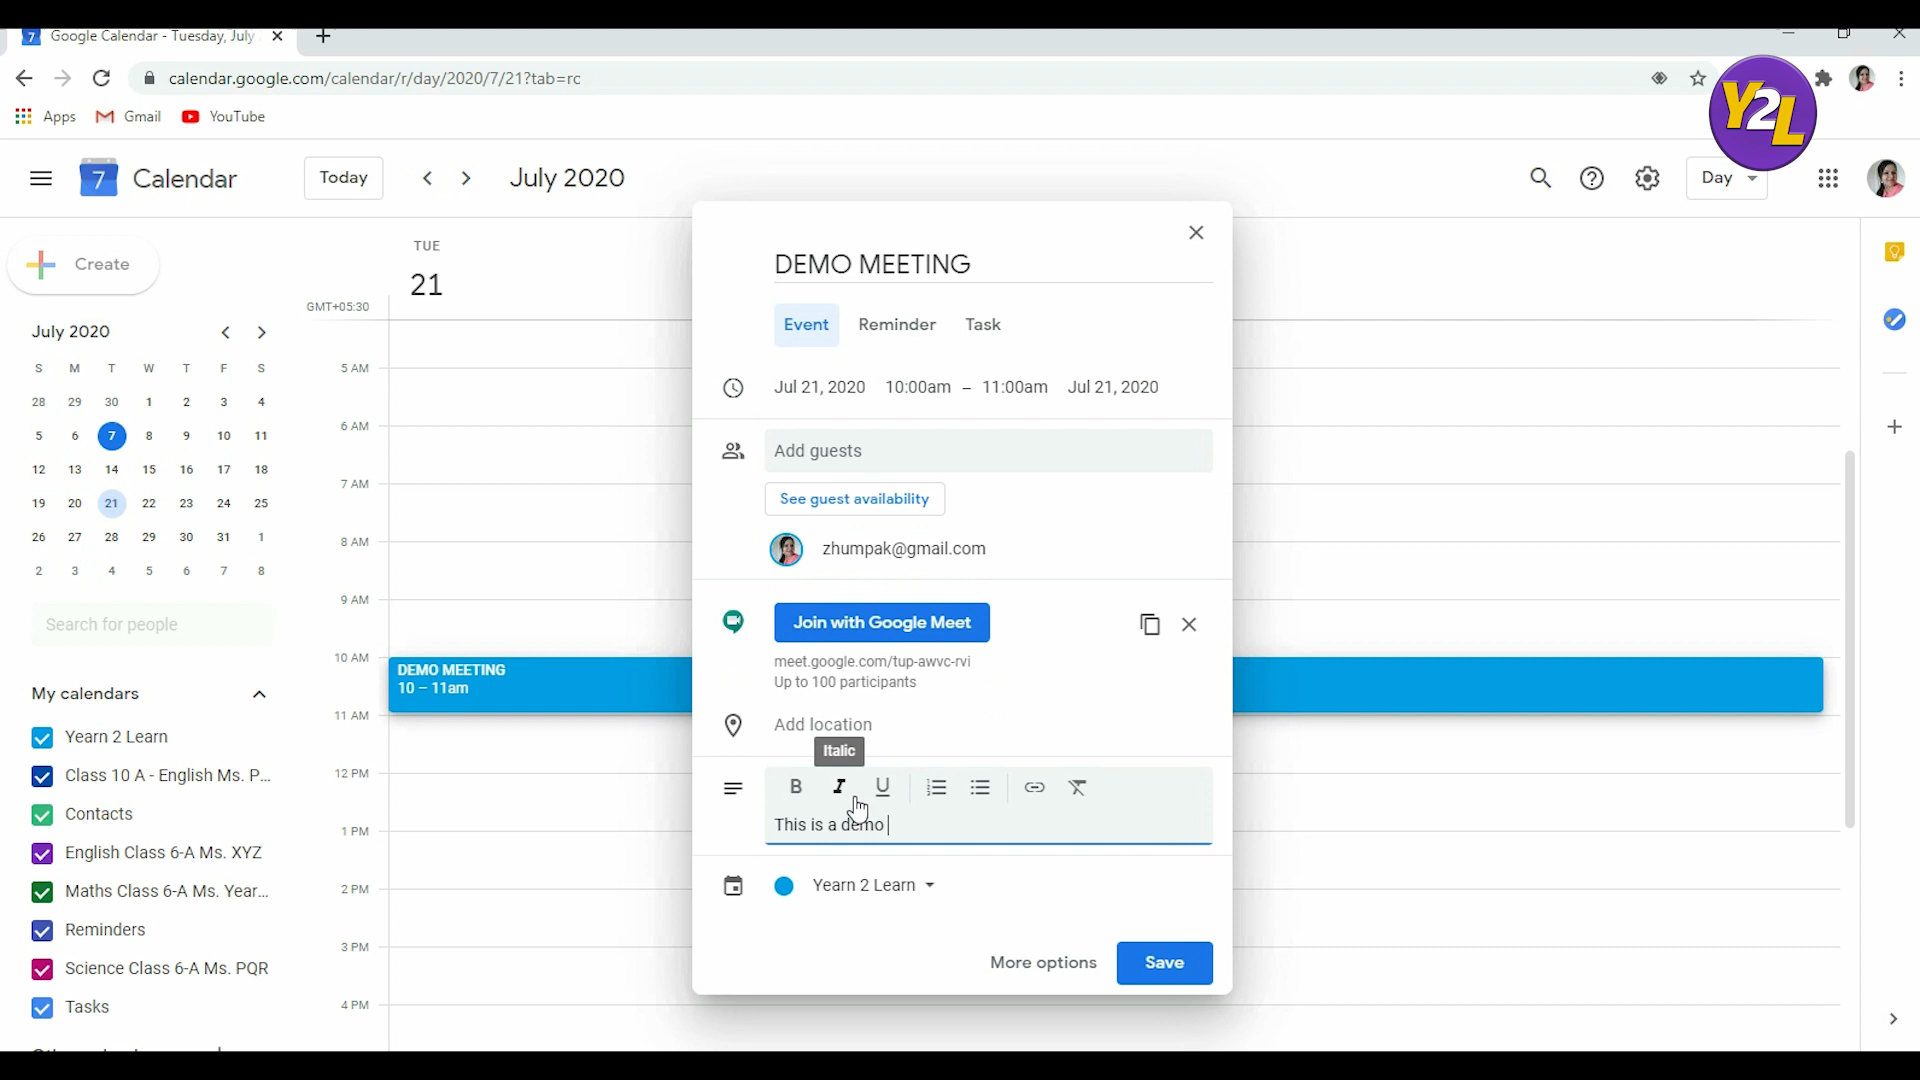 7 Google Calendar - Tuesday, July
calendar.google.com/calendar/r/day/2020/7/21?tab=rc
Y2L
Apps Gmail YouTube
7 Calendar Today July 2020 Day
Create
TUE
21
GMT+05:30
July 2020
S M T W T F S
28 29 30 1 2 3 4
5 6 7 8 9 10 11
12 13 14 15 16 17 18
19 20 21 22 23 24 25
26 27 28 29 30 31 1
2 3 4 5 6 7 8
Search for people
My calendars
Yearn 2 Learn
Class 10 A - English Ms. P...
Contacts
English Class 6-A Ms. XYZ
Maths Class 6-A Ms. Year...
Reminders
Science Class 6-A Ms. PQR
Tasks
5 AM
6 AM
7 AM
8 AM
9 AM
10 AM
11 AM
12 PM
1 PM
2 PM
3 PM
4 PM
DEMO MEETING
10 – 11am
DEMO MEETING
Event Reminder Task
Jul 21, 2020 10:00am – 11:00am Jul 21, 2020
Add guests
See guest availability
zhumpak@gmail.com
Join with Google Meet
meet.google.com/tup-awvc-rvi
Up to 100 participants
Add location
Italic
B I U
This is a demo
Yearn 2 Learn
More options Save